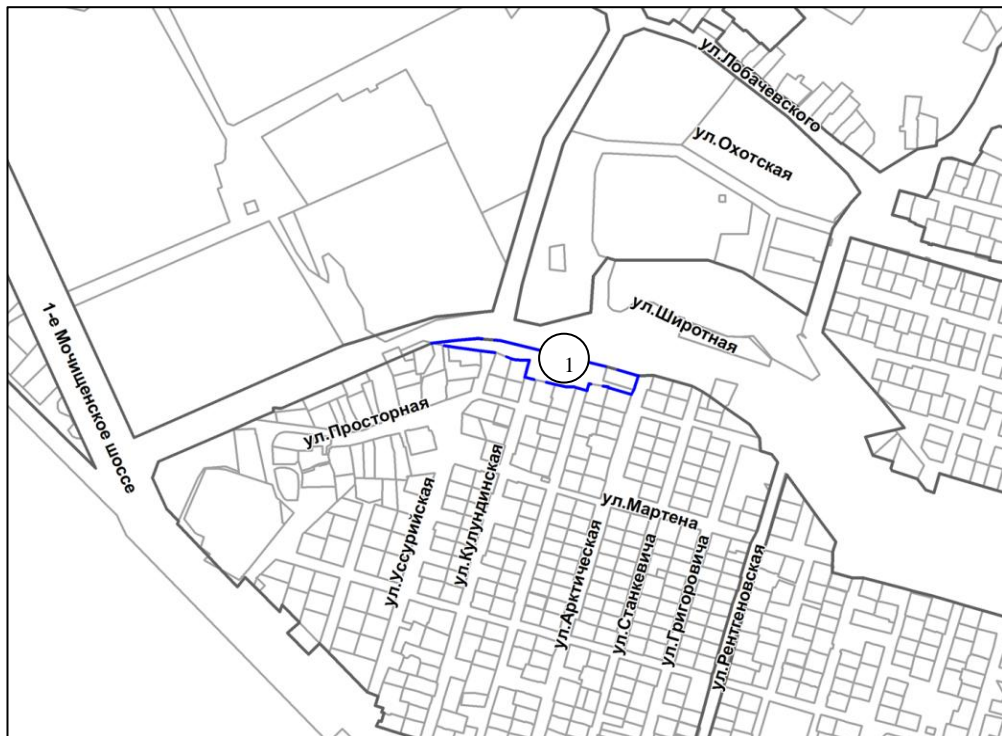 ул.Лобачевского
ул.Охотская
ул.Широтная
1-е Мочищенское шоссе
1
ул.Просторная
ул.Мартена
ул.Уссурийская
ул.Кулундинская
ул.Арктическая
ул.Станкевича
ул.Григоровича
ул.Рентгеновская